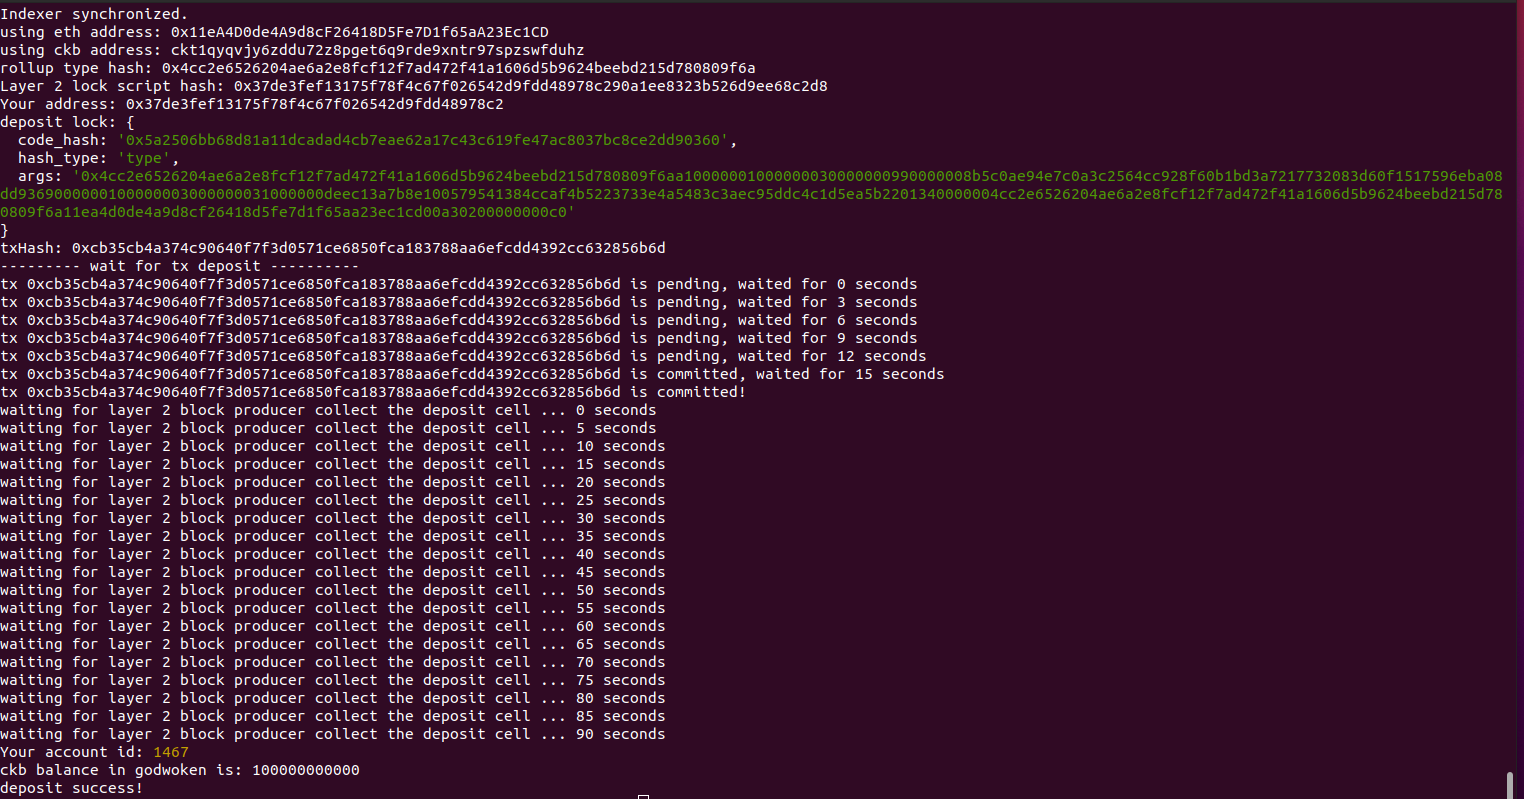 Indexer synchronized.
using eth address: 0x11eA4D0de4A9d8cF26418D5Fe7D1f65aA23Ec1CD
using ckb address: ckt1qyqvjy6zddu72z8pget6q9rde9xntr97spzswfduhz
rollup type hash: 0x4cc2e6526204ae6a2e8fcf12f7ad472f41a1606d5b9624beebd215d780809f6a
Layer 2 lock script hash: 0x37de3fef13175f78f4c67f026542d9fdd48978c290a1ee8323b526d9ee68c2d8
Your address: 0x37de3fef13175f78f4c67f026542d9fdd48978c2
deposit lock: {
  code_hash: '0x5a2506bb68d81a11dcadad4cb7eae62a17c43c619fe47ac8037bc8ce2dd90360',
  hash_type: 'type',
  args: '0x4cc2e6526204ae6a2e8fcf12f7ad472f41a1606d5b9624beebd215d780809f6aa10000001000000030000000990000008b5c0ae94e7c0a3c2564cc928f60b1bd3a7217732083d60f1517596eba08
dd9369000000100000003000000031000000deec13a7b8e100579541384ccaf4b5223733e4a5483c3aec95ddc4c1d5ea5b2201340000004cc2e6526204ae6a2e8fcf12f7ad472f41a1606d5b9624beebd215d78
0809f6a11ea4d0de4a9d8cf26418d5fe7d1f65aa23ec1cd00a30200000000c0'
}
txHash: 0xcb35cb4a374c90640f7f3d0571ce6850fca183788aa6efcdd4392cc632856b6d
--------- wait for tx deposit ----------
tx 0xcb35cb4a374c90640f7f3d0571ce6850fca183788aa6efcdd4392cc632856b6d is pending, waited for 0 seconds
tx 0xcb35cb4a374c90640f7f3d0571ce6850fca183788aa6efcdd4392cc632856b6d is pending, waited for 3 seconds
tx 0xcb35cb4a374c90640f7f3d0571ce6850fca183788aa6efcdd4392cc632856b6d is pending, waited for 6 seconds
tx 0xcb35cb4a374c90640f7f3d0571ce6850fca183788aa6efcdd4392cc632856b6d is pending, waited for 9 seconds
tx 0xcb35cb4a374c90640f7f3d0571ce6850fca183788aa6efcdd4392cc632856b6d is pending, waited for 12 seconds
tx 0xcb35cb4a374c90640f7f3d0571ce6850fca183788aa6efcdd4392cc632856b6d is committed, waited for 15 seconds
tx 0xcb35cb4a374c90640f7f3d0571ce6850fca183788aa6efcdd4392cc632856b6d is committed!
waiting for layer 2 block producer collect the deposit cell ... 0 seconds
waiting for layer 2 block producer collect the deposit cell ... 5 seconds
waiting for layer 2 block producer collect the deposit cell ... 10 seconds
waiting for layer 2 block producer collect the deposit cell ... 15 seconds
waiting for layer 2 block producer collect the deposit cell ... 20 seconds
waiting for layer 2 block producer collect the deposit cell ... 25 seconds
waiting for layer 2 block producer collect the deposit cell ... 30 seconds
waiting for layer 2 block producer collect the deposit cell ... 35 seconds
waiting for layer 2 block producer collect the deposit cell ... 40 seconds
waiting for layer 2 block producer collect the deposit cell ... 45 seconds
waiting for layer 2 block producer collect the deposit cell ... 50 seconds
waiting for layer 2 block producer collect the deposit cell ... 55 seconds
waiting for layer 2 block producer collect the deposit cell ... 60 seconds
waiting for layer 2 block producer collect the deposit cell ... 65 seconds
waiting for layer 2 block producer collect the deposit cell ... 70 seconds
waiting for layer 2 block producer collect the deposit cell ... 75 seconds
waiting for layer 2 block producer collect the deposit cell ... 80 seconds
waiting for layer 2 block producer collect the deposit cell ... 85 seconds
waiting for layer 2 block producer collect the deposit cell ... 90 seconds
Your account id: 1467
ckb balance in godwoken is: 100000000000
deposit success!